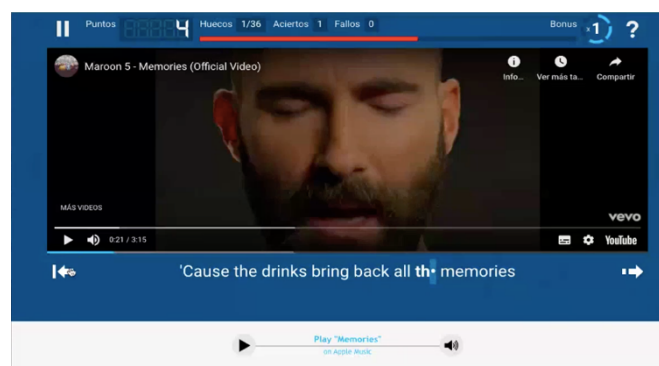 Puntos 4 Huecos 1/36 Aciertos 1 Fallos 0 Bonus x1 ?
Maroon 5 - Memories (Official Video)
Info... Ver más ta... Compartir
MÁS VIDEOS
vevo
0:21 / 3:15 YouTube
'Cause the drinks bring back all th• memories
Play "Memories"
on Apple Music